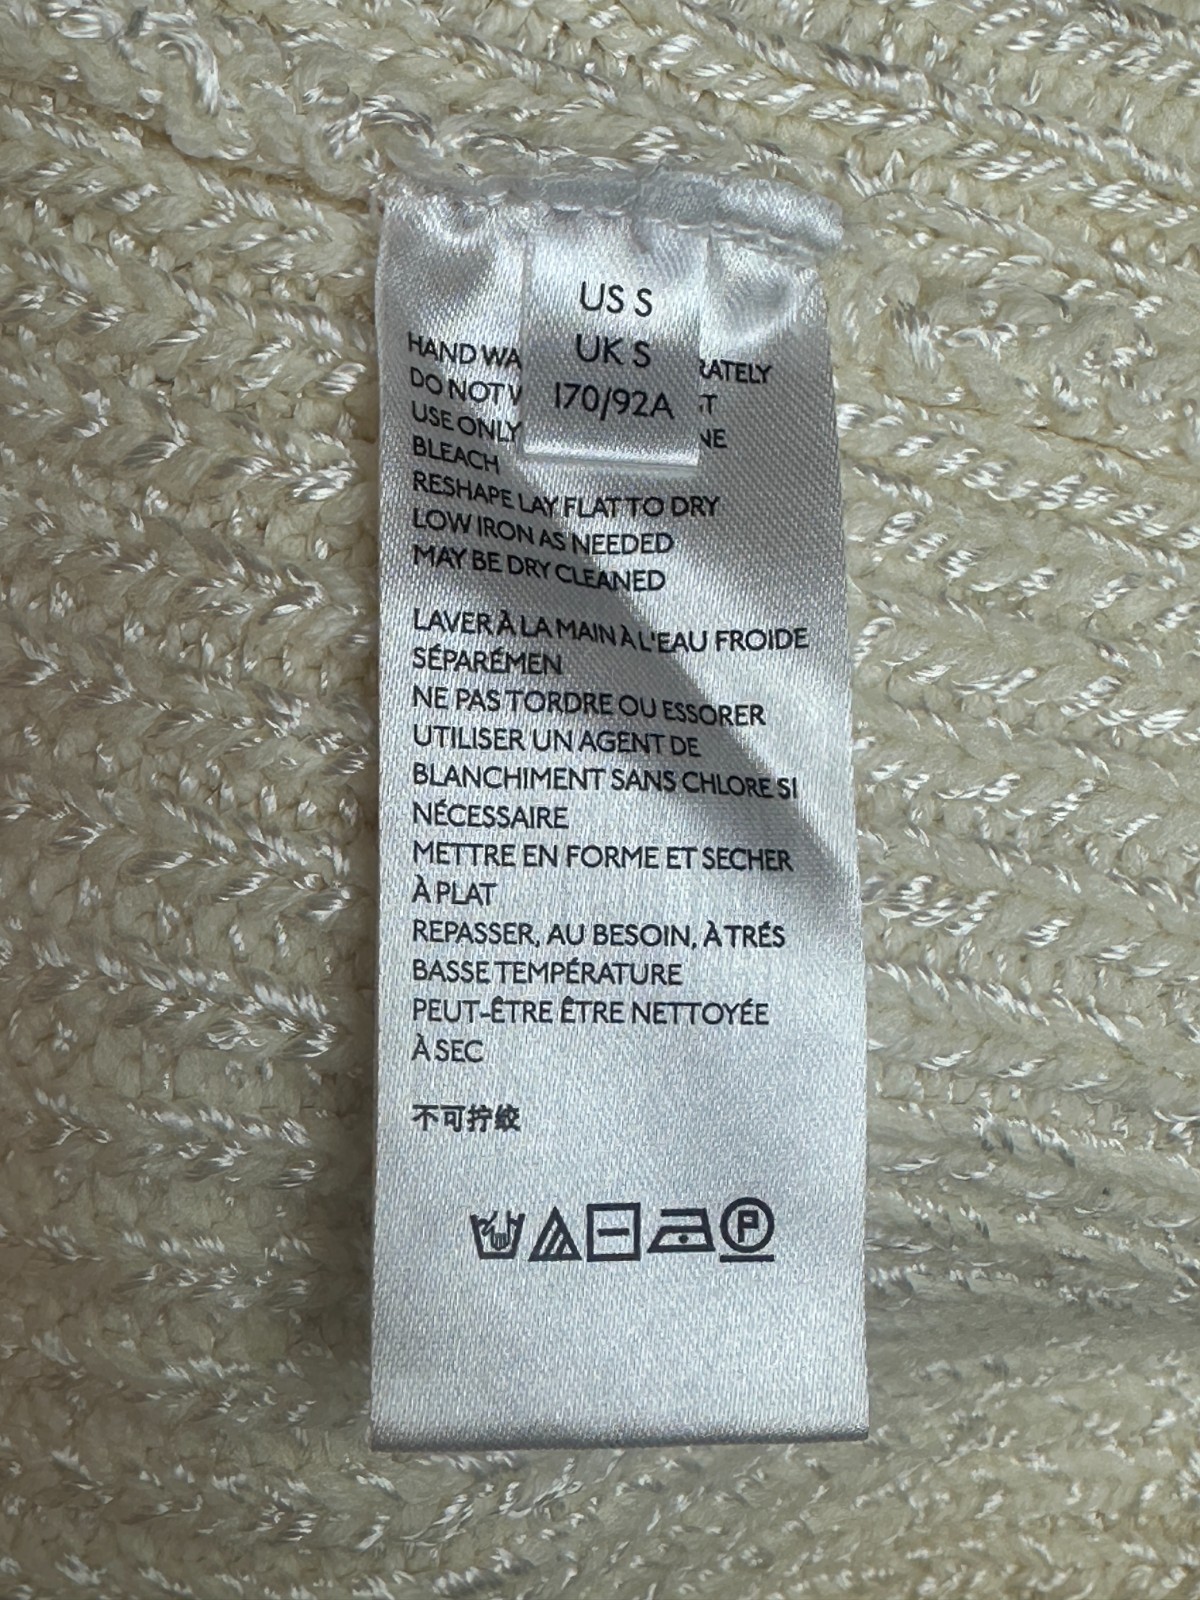 US S
UK S
170/92A
HAND WA
DO NOT
USE ONLY
BLEACH
RESHAPE LAY FLAT TO DRY
LOW IRON AS NEEDED
MAY BE DRY CLEANED
LAVER À LA MAIN À L'EAU FROIDE
SÉPARÉMEN
NE PAS TORDRE OU ESSORER
UTILISER UN AGENT DE
BLANCHIMENT SANS CHLORE SI
NÉCESSAIRE
METTRE EN FORME ET SECHER
À PLAT
REPASSER, AU BESOIN, À TRÉS
BASSE TEMPÉRATURE
PEUT-ÊTRE ÊTRE NETTOYÉE
À SEC
不可拧绞
P